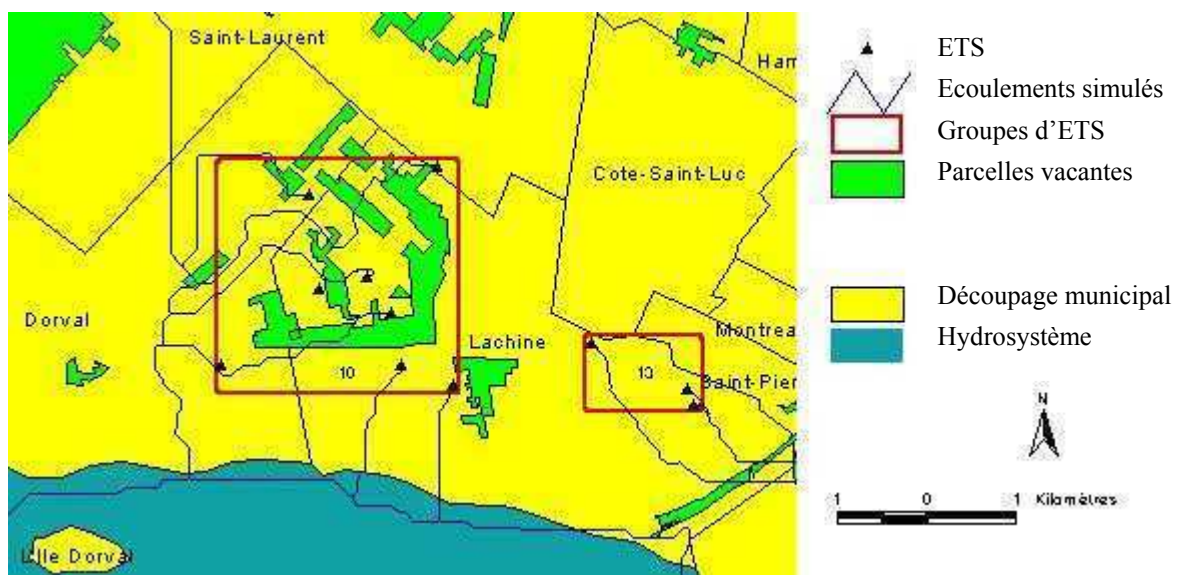 Saint-Laurent
Ham
Cote-Saint-Luc
Dorval
Lachine
Montrea
Saint-Pier
10
13
L'Ile Dorval
ETS
Ecoulements simulés
Groupes d'ETS
Parcelles vacantes
Découpage municipal
Hydrosystème
N
1 0 1 Kilomètres